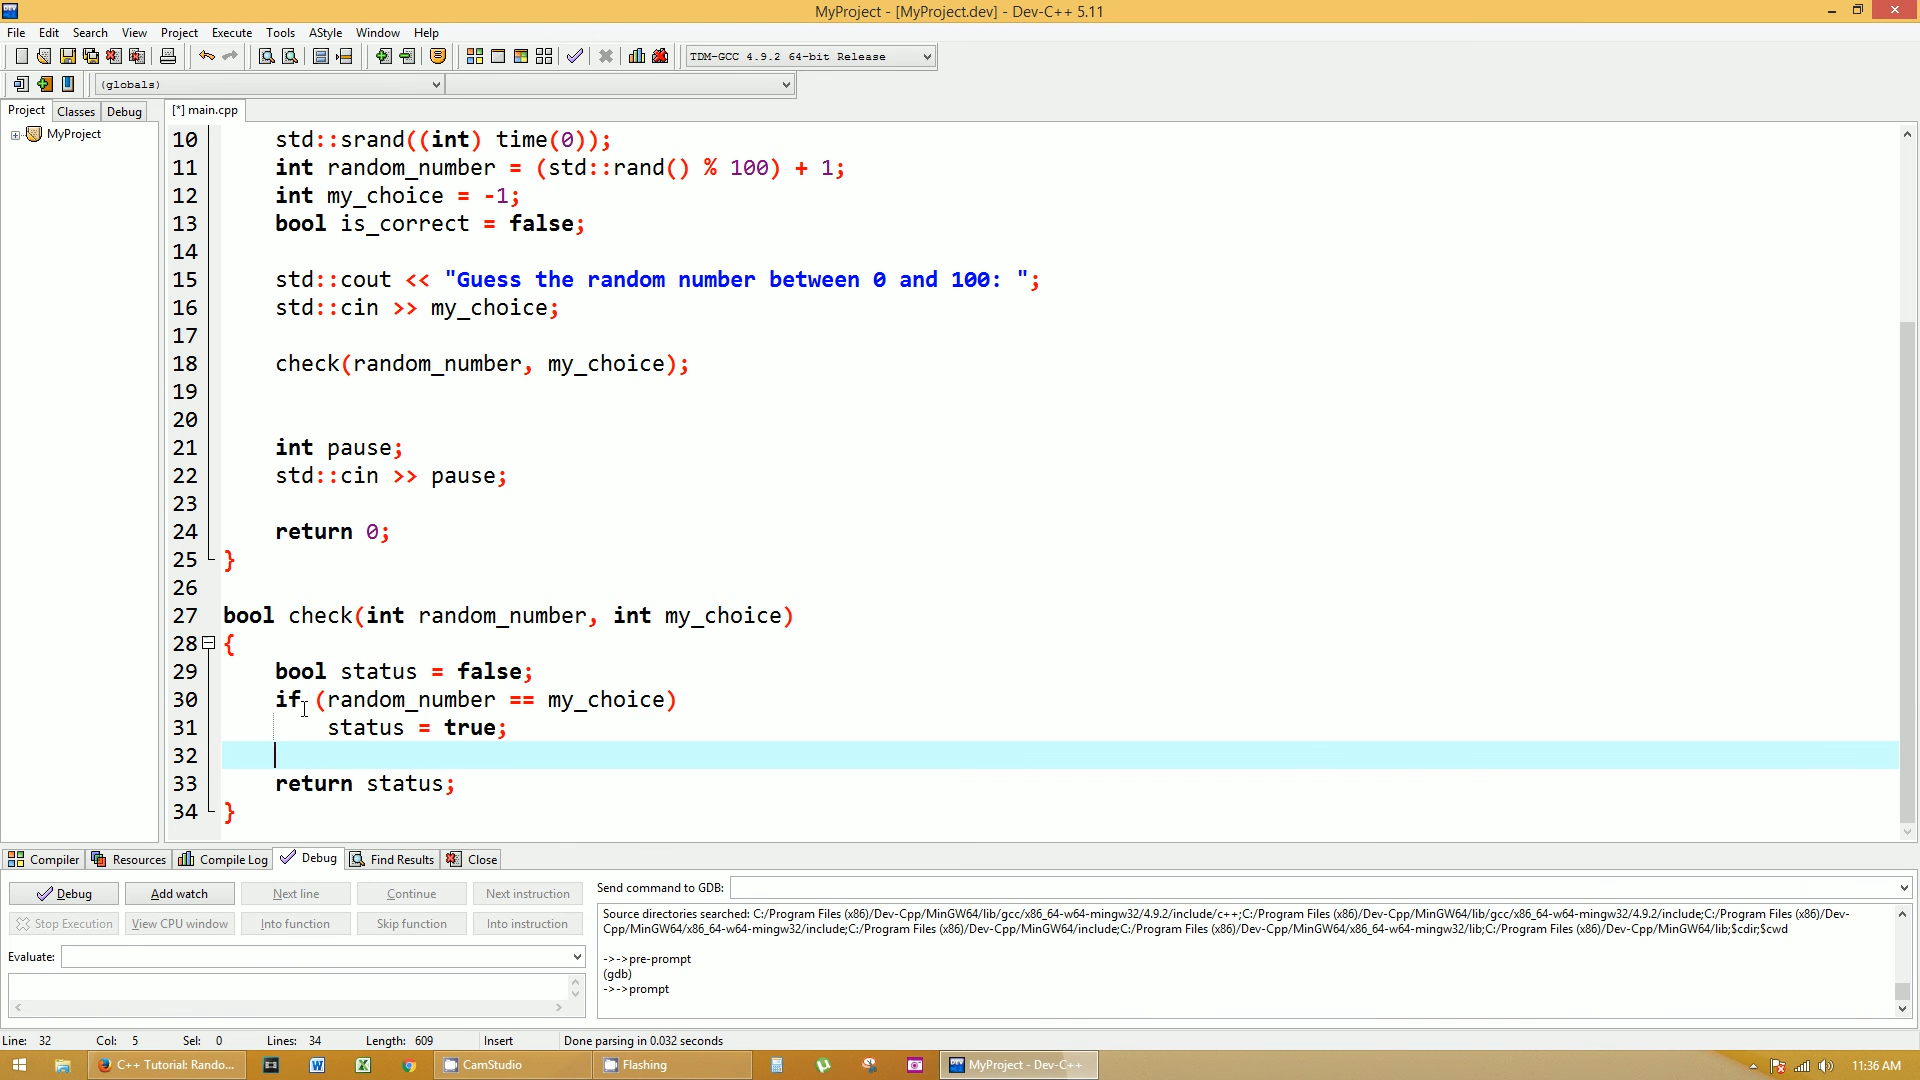 MyProject - [MyProject.dev] - Dev-C++ 5.11
File Edit Search View Project Execute Tools AStyle Window Help
TDM-GCC 4.9.2 64-bit Release
(globals)
Project Classes Debug
[*] main.cpp
MyProject
10 std::srand((int) time(0));
11 int random_number = (std::rand() % 100) + 1;
12 int my_choice = -1;
13 bool is_correct = false;
14
15 std::cout << "Guess the random number between 0 and 100: ";
16 std::cin >> my_choice;
17
18 check(random_number, my_choice);
19
20
21 int pause;
22 std::cin >> pause;
23
24 return 0;
25 }
26
27 bool check(int random_number, int my_choice)
28 {
29 bool status = false;
30 if (random_number == my_choice)
31 status = true;
32
33 return status;
34 }
Compiler Resources Compile Log Debug Find Results Close
Debug Add watch Next line Continue Next instruction
Stop Execution View CPU window Into function Skip function Into instruction
Evaluate:
Send command to GDB:
Source directories searched: C:/Program Files (x86)/Dev-Cpp/MinGW64/lib/gcc/x86_64-w64-mingw32/4.9.2/include/c++;C:/Program Files (x86)/Dev-Cpp/MinGW64/lib/gcc/x86_64-w64-mingw32/4.9.2/include;C:/Program Files (x86)/Dev-
Cpp/MinGW64/x86_64-w64-mingw32/include;C:/Program Files (x86)/Dev-Cpp/MinGW64/include;C:/Program Files (x86)/Dev-Cpp/MinGW64/x86_64-w64-mingw32/lib;C:/Program Files (x86)/Dev-Cpp/MinGW64/lib;$cdir;$cwd
->->pre-prompt
(gdb)
->->prompt
Line: 32 Col: 5 Sel: 0 Lines: 34 Length: 609 Insert Done parsing in 0.032 seconds
C++ Tutorial: Rando... CamStudio Flashing MyProject - Dev-C++ 11:36 AM